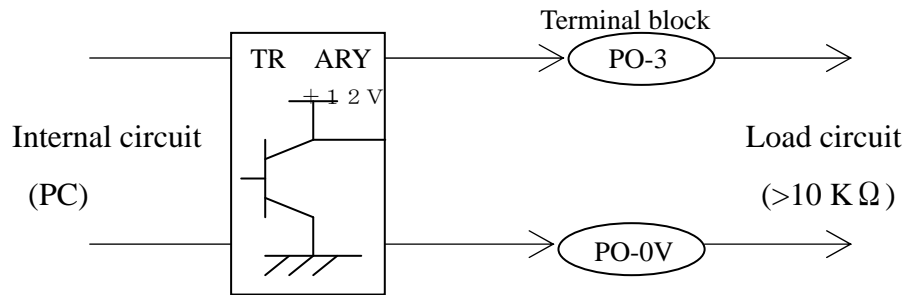 Terminal block
TR ARY
PO-3
＋１２V
Internal circuit
(PC)
Load circuit
(>10 KΩ)
PO-0V